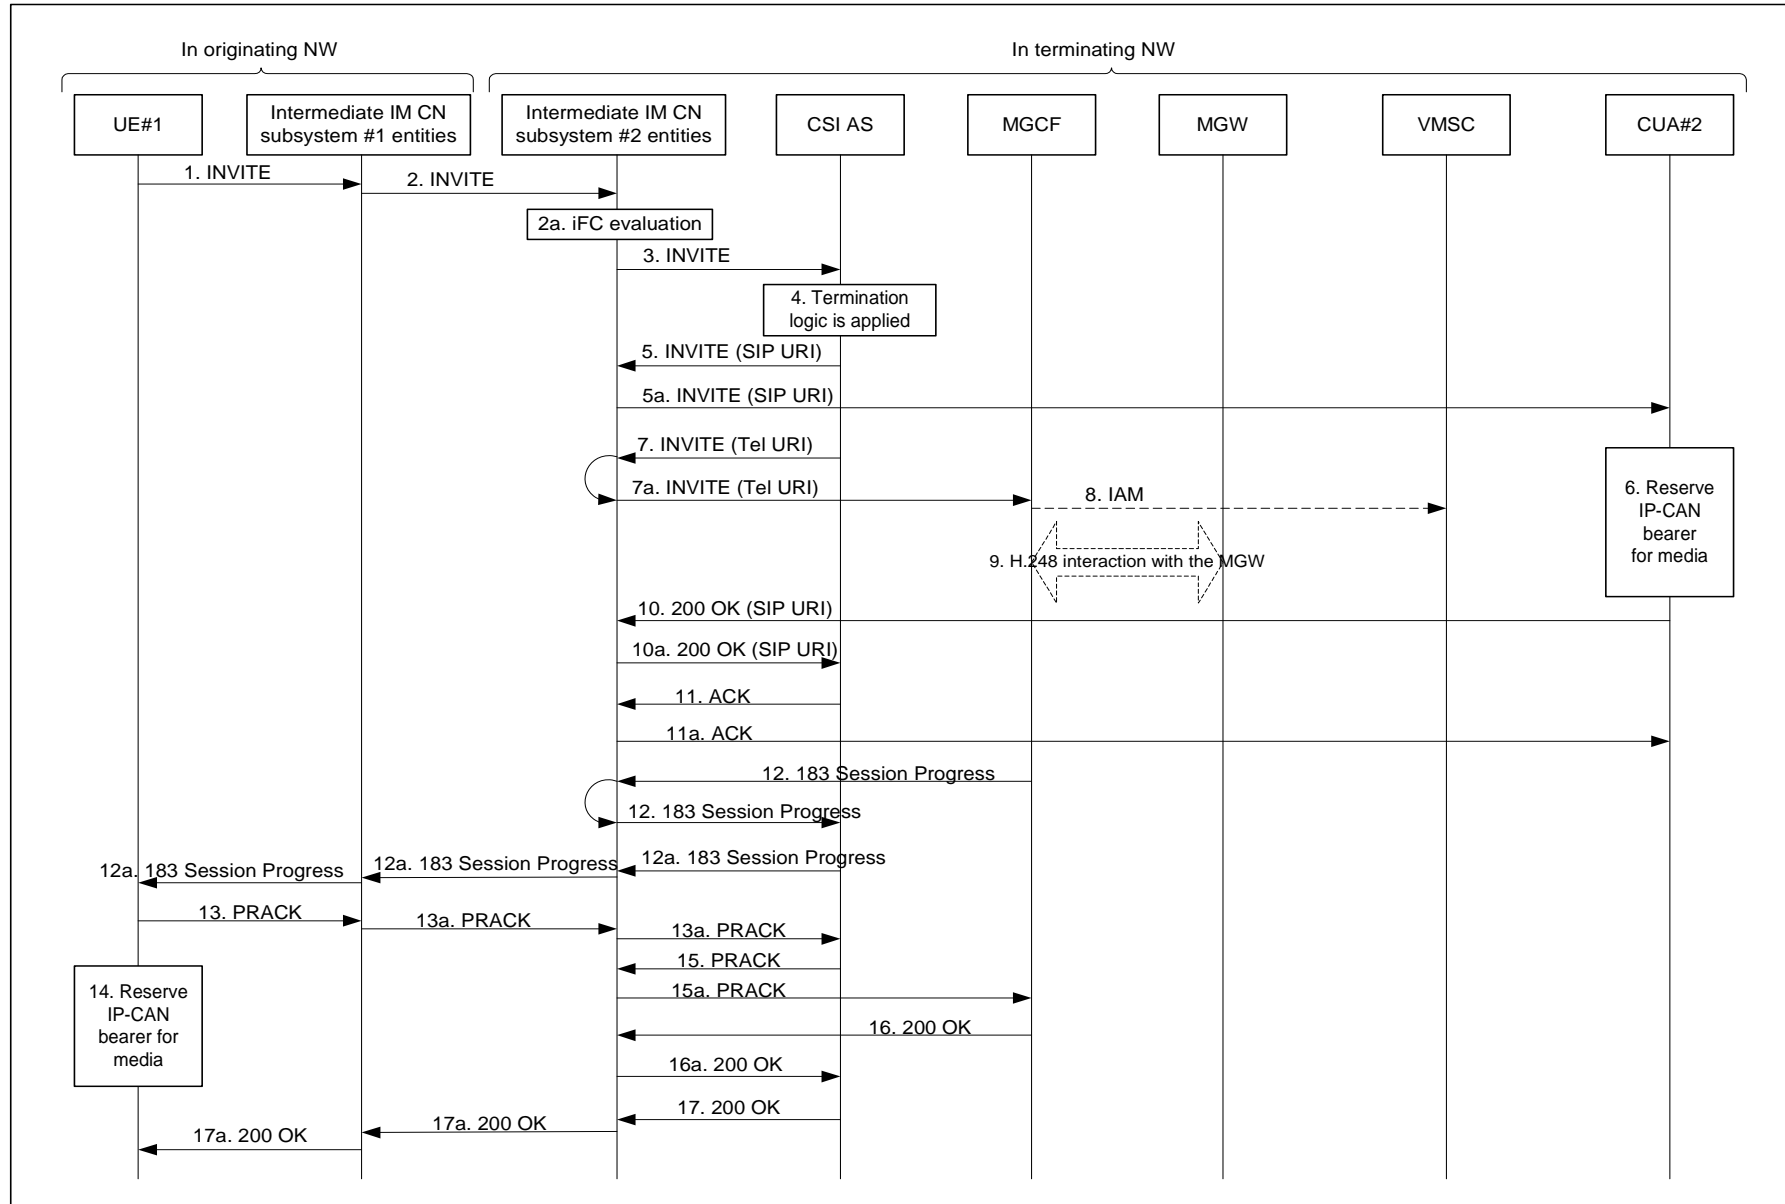 In originating NW
In terminating NW
UE#1
Intermediate IM CN
subsystem #1 entities
Intermediate IM CN
subsystem #2 entities
CSI AS
MGCF
MGW
VMSC
CUA#2
1. INVITE
2. INVITE
2a. iFC evaluation
3. INVITE
4. Termination
logic is applied
5. INVITE (SIP URI)
5a. INVITE (SIP URI)
7. INVITE (Tel URI)
7a. INVITE (Tel URI)
8. IAM
6. Reserve
IP-CAN
bearer
for media
9. H.248 interaction with the MGW
10. 200 OK (SIP URI)
10a. 200 OK (SIP URI)
11. ACK
11a. ACK
12. 183 Session Progress
12. 183 Session Progress
12a. 183 Session Progress
12a. 183 Session Progress
12a. 183 Session Progress
13. PRACK
13a. PRACK
13a. PRACK
15. PRACK
14. Reserve
IP-CAN
bearer for
media
15a. PRACK
16. 200 OK
16a. 200 OK
17. 200 OK
17a. 200 OK
17a. 200 OK